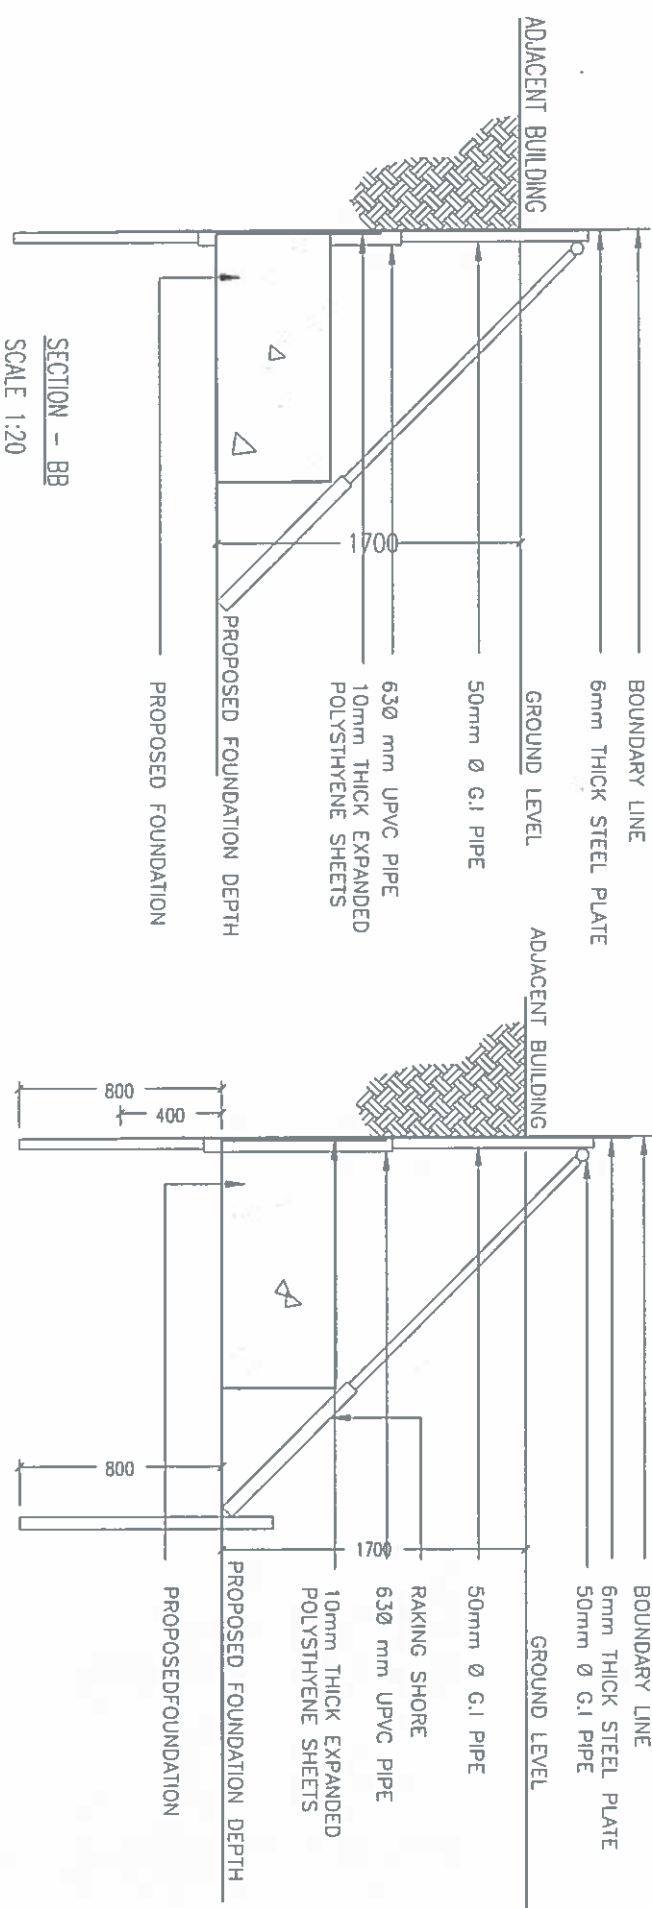 ADJACENT BUILDING
BOUNDARY LINE
6mm THICK STEEL PLATE
GROUND LEVEL
50mm Ø G.I PIPE
630 mm UPVC PIPE
10mm THICK EXPANDED
POLYSTHYENE SHEETS
1700
PROPOSED FOUNDATION DEPTH
PROPOSED FOUNDATION
SECTION - BB
SCALE 1:20
ADJACENT BUILDING
BOUNDARY LINE
6mm THICK STEEL PLATE
50mm Ø G.I PIPE
GROUND LEVEL
50mm Ø G.I PIPE
RAKING SHORE
63Ø mm UPVC PIPE
10mm THICK EXPANDED
POLYSTHYENE SHEETS
1700
PROPOSED FOUNDATION DEPTH
PROPOSEDFOUNDATION
800
400
800